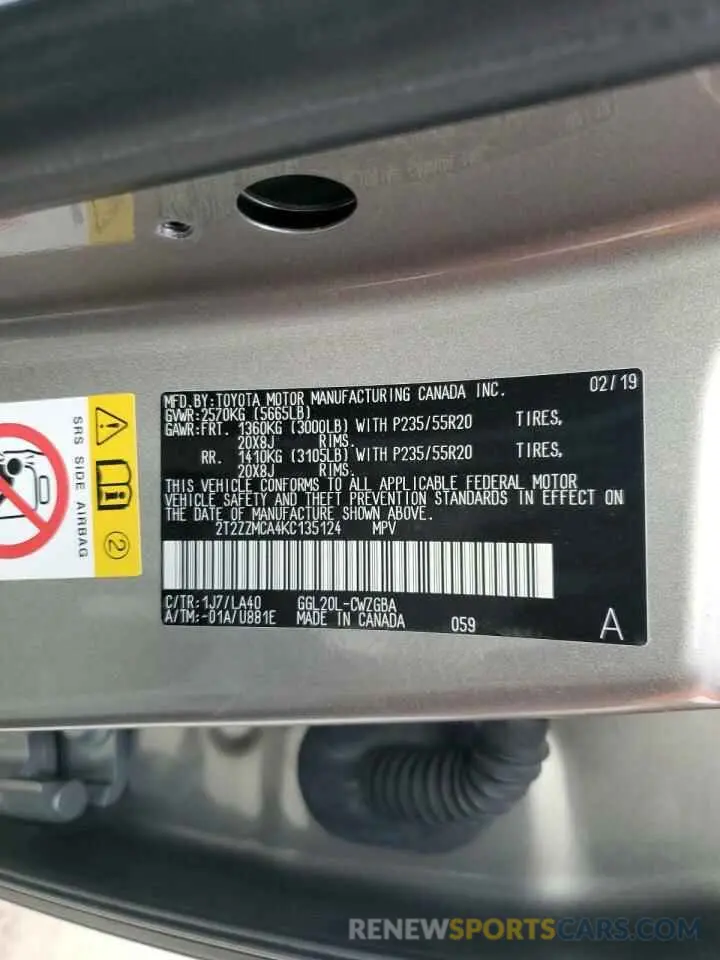 MFD.BY:TOYOTA MOTOR MANUFACTURING CANADA INC. 02/19
GVWR:2570KG (5665LB)
GAWR:FRT. 1360KG (3000LB) WITH P235/55R20 TIRES,
20X8J RIMS.
RR. 1410KG (3105LB) WITH P235/55R20 TIRES,
20X8J RIMS.
THIS VEHICLE CONFORMS TO ALL APPLICABLE FEDERAL MOTOR
VEHICLE SAFETY AND THEFT PREVENTION STANDARDS IN EFFECT ON
THE DATE OF MANUFACTURE SHOWN ABOVE.
2T2ZZMCA4KC135124 MPV
C/TR:1J7/LA40 GGL20L-CWZGBA
A/TM:-01A/U881E MADE IN CANADA 059 A
SRS SIDE AIRBAG
2
RENEWSPORTSCARS.COM